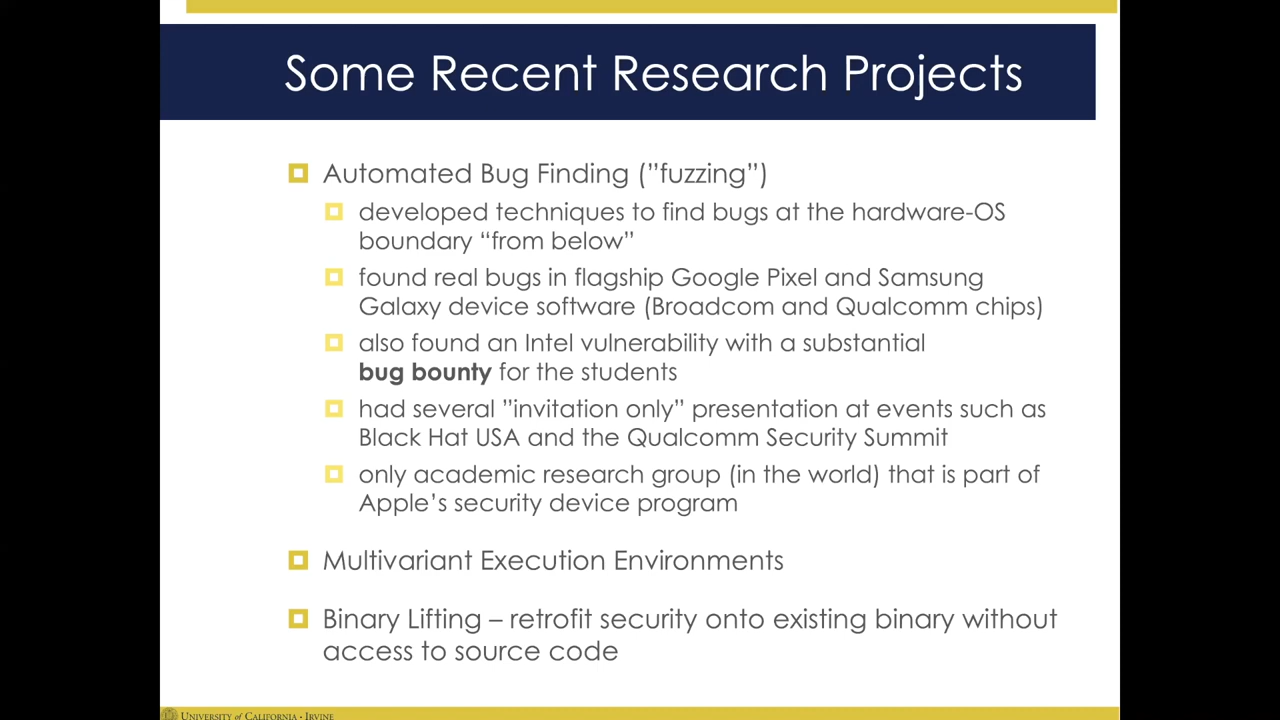 Some Recent Research Projects
Automated Bug Finding (”fuzzing”)
developed techniques to find bugs at the hardware-OS
boundary “from below”
found real bugs in flagship Google Pixel and Samsung
Galaxy device software (Broadcom and Qualcomm chips)
also found an Intel vulnerability with a substantial
bug bounty for the students
had several ”invitation only” presentation at events such as
Black Hat USA and the Qualcomm Security Summit
only academic research group (in the world) that is part of
Apple’s security device program
Multivariant Execution Environments
Binary Lifting – retrofit security onto existing binary without
access to source code
UNIVERSITY of CALIFORNIA • IRVINE